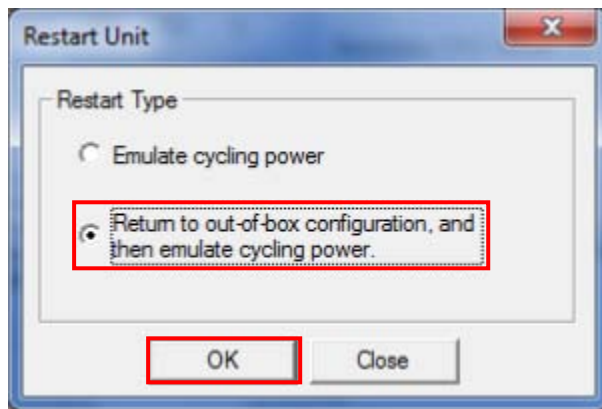 Restart Unit
Restart Type
Emulate cycling power
Return to out-of-box configuration, and
then emulate cycling power.
OK
Close